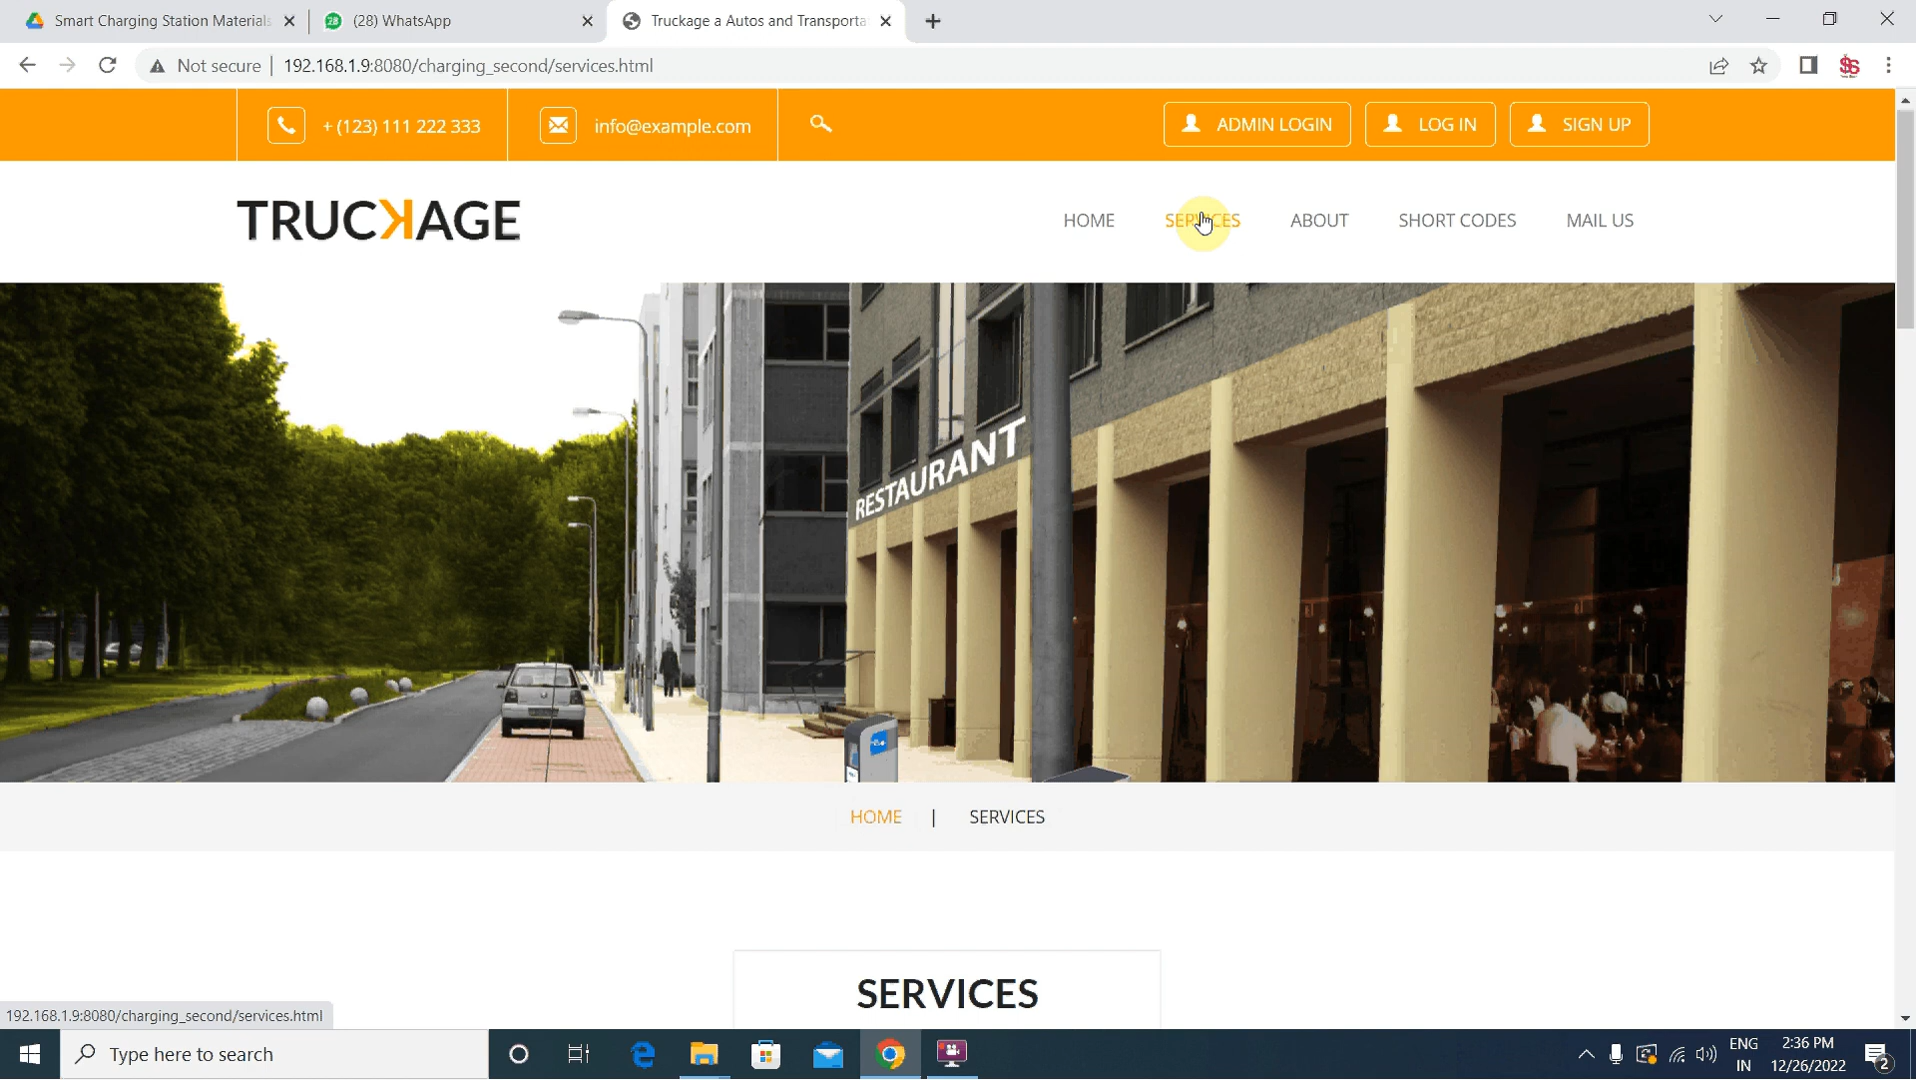 Smart Charging Station Materials
(28) WhatsApp
Truckage a Autos and Transporta
Not secure
192.168.1.9:8080/charging_second/services.html
+ (123) 111 222 333
info@example.com
ADMIN LOGIN
LOG IN
SIGN UP
TRUCKAGE
HOME
SERVICES
ABOUT
SHORT CODES
MAIL US
RESTAURANT
HOME | SERVICES
SERVICES
192.168.1.9:8080/charging_second/services.html
Type here to search
ENG
IN
2:36 PM
12/26/2022
2